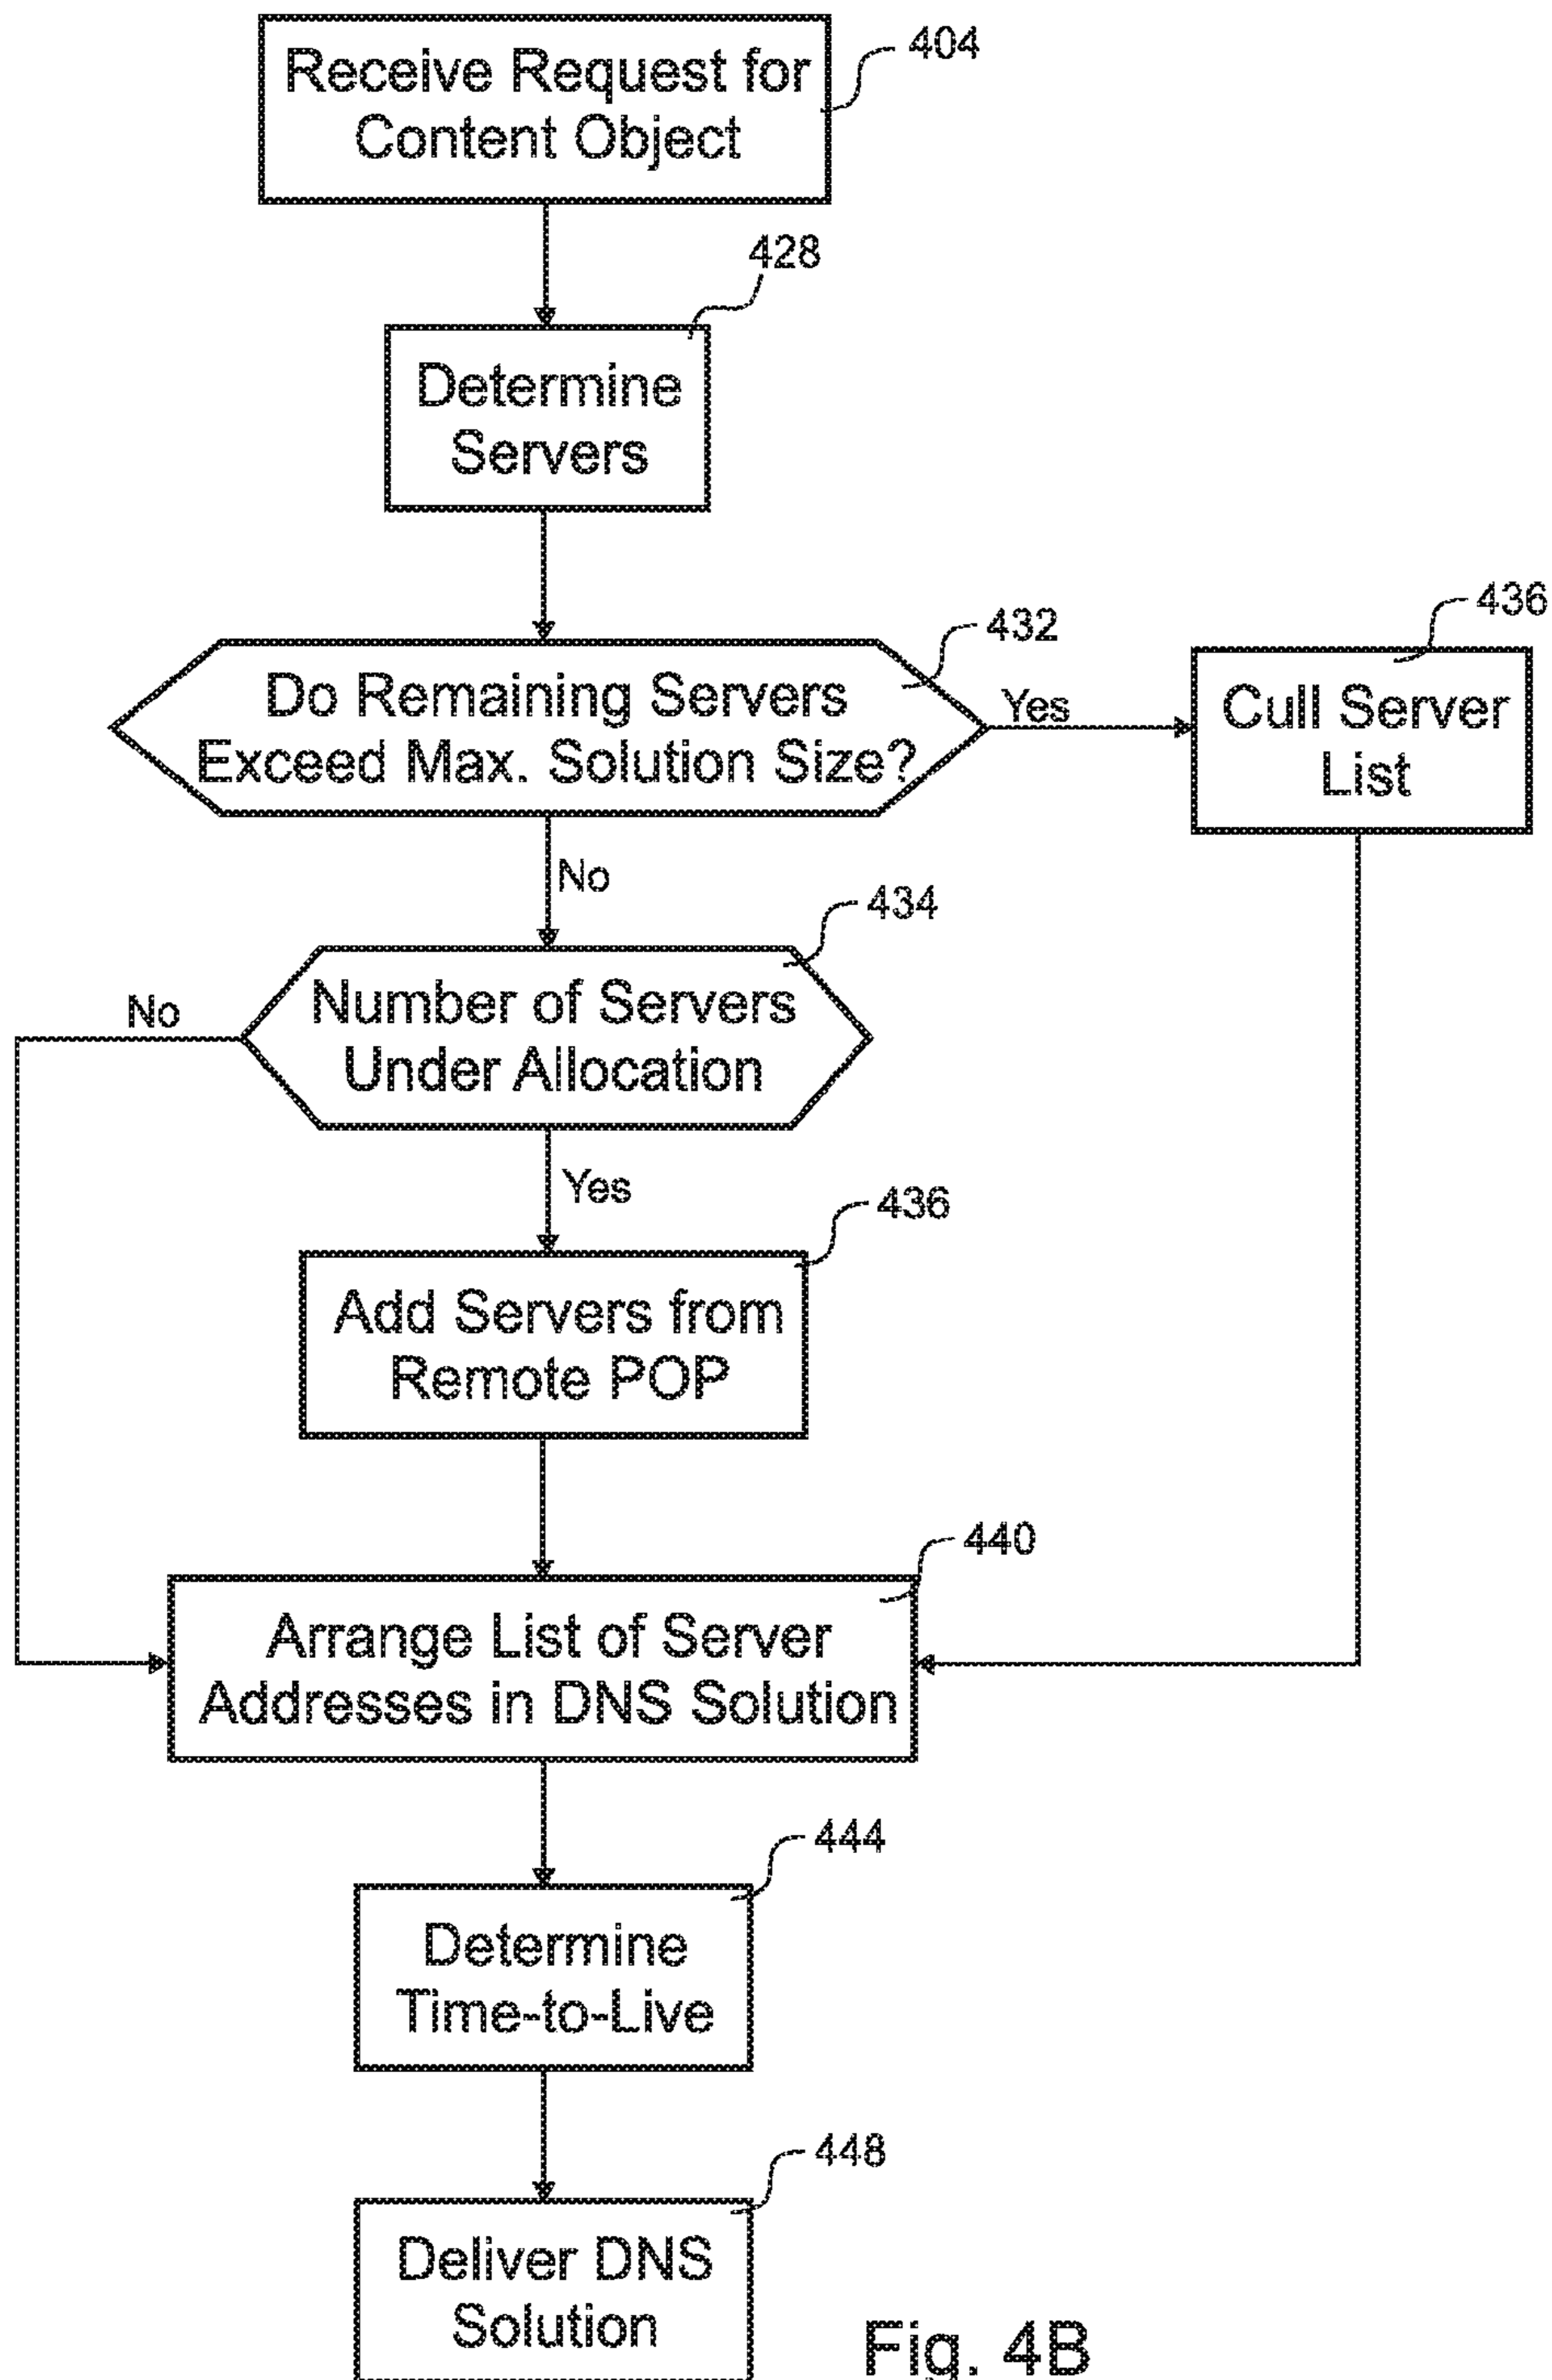 Receive Request for
Content Object
404
428
Determine
Servers
432
Do Remaining Servers
Exceed Max. Solution Size?
Yes
436
Cull Server
List
No
434
Number of Servers
Under Allocation
No
Yes
436
Add Servers from
Remote POP
440
Arrange List of Server
Addresses in DNS Solution
444
Determine
Time-to-Live
448
Deliver DNS
Solution
Fig. 4B